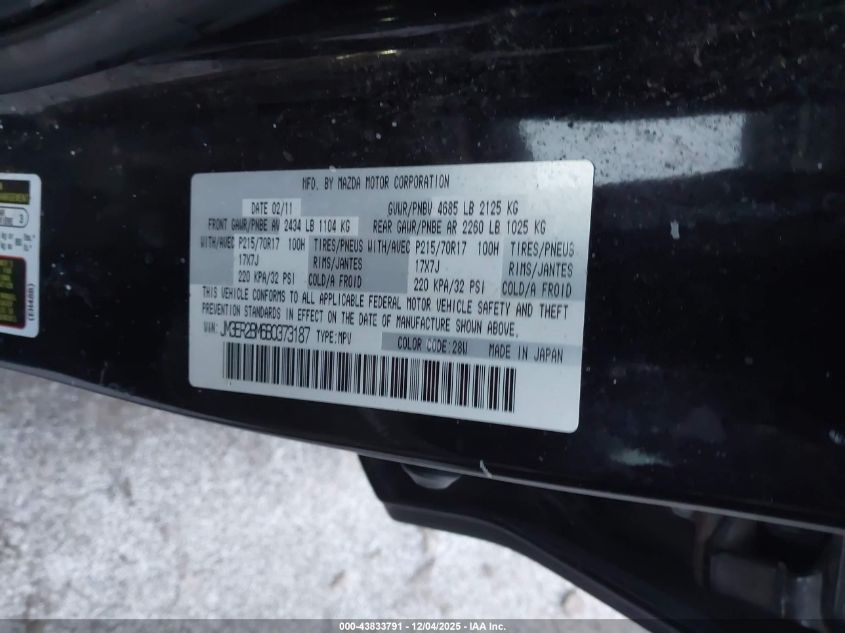 MFD. BY MAZDA MOTOR CORPORATION
DATE 02/11 GVWR/PNBV 4685 LB 2125 KG
FRONT GAWR/PNBE AV 2434 LB 1104 KG REAR GAWR/PNBE AR 2260 LB 1025 KG
WITH/AVEC P215/70R17 100H TIRES/PNEUS WITH/AVEC P215/70R17 100H TIRES/PNEUS
17X7J RIMS/JANTES 17X7J RIMS/JANTES
220 KPA/32 PSI COLD/A FROID 220 KPA/32 PSI COLD/A FROID
THIS VEHICLE CONFORMS TO ALL APPLICABLE FEDERAL MOTOR VEHICLE SAFETY AND THEFT
PREVENTION STANDARDS IN EFFECT ON THE DATE OF MANUFACTURE SHOWN ABOVE.
VIN: JM3ER2BM6B0373187 TYPE:MPV COLOR CODE:28W MADE IN JAPAN
(EH48B)
000-43833791 - 12/04/2025 - IAA Inc.